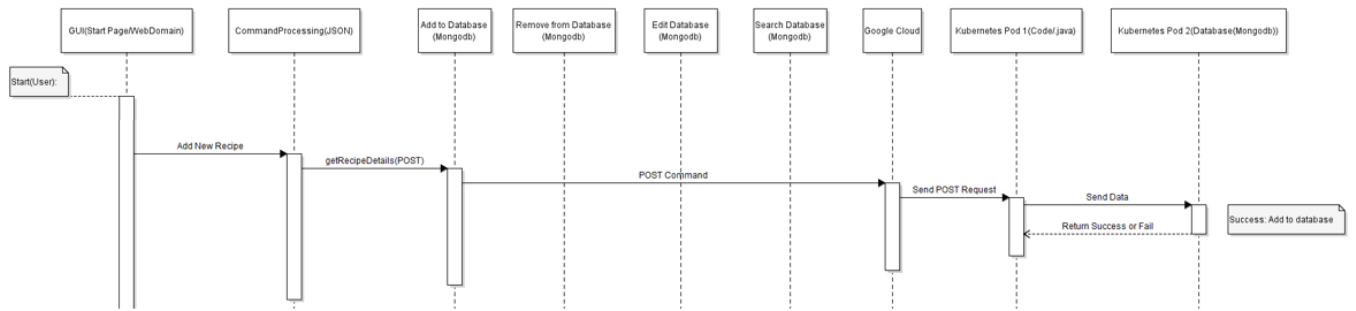 GUI(Start Page/WebDomain)
CommandProcessing(JSON)
Add to Database
(Mongodb)
Remove from Database
(Mongodb)
Edit Database
(Mongodb)
Search Database
(Mongodb)
Google Cloud
Kubernetes Pod 1(Code/.java)
Kubernetes Pod 2(Database(Mongodb))
Start(User):
Add New Recipe
getRecipeDetails(POST)
POST Command
Send POST Request
Send Data
Return Success or Fail
Success: Add to database